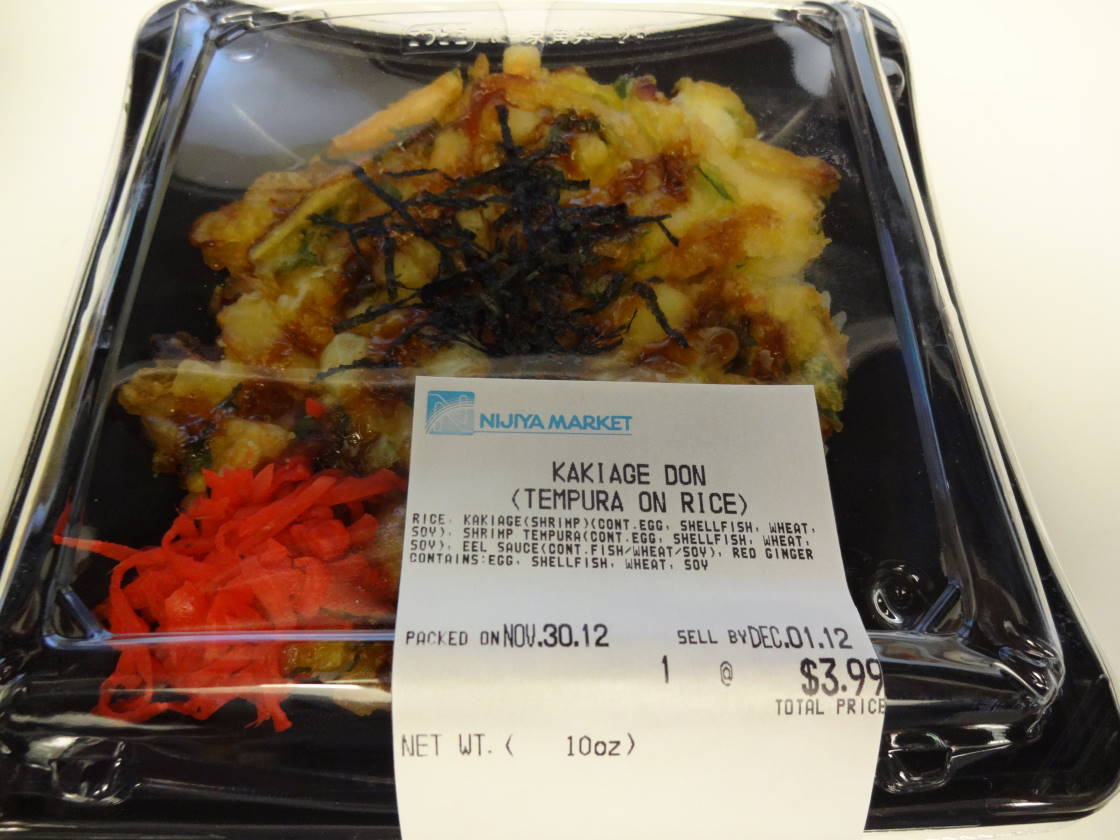 NIJIYA MARKET
KAKIAGE DON
(TEMPURA ON RICE)
RICE, KAKIAGE(SHRIMP)(CONT.EGG, SHELLFISH, WHEAT,
SOY), SHRIMP TEMPURA(CONT.EGG, SHELLFISH, WHEAT,
SOY), EEL SAUCE(CONT.FISH/WHEAT/SOY), RED GINGER
CONTAINS:EGG, SHELLFISH, WHEAT, SOY
PACKED ON NOV.30.12 SELL BY DEC.01.12
1 @ $3.99
TOTAL PRICE
NET WT.( 10oz)